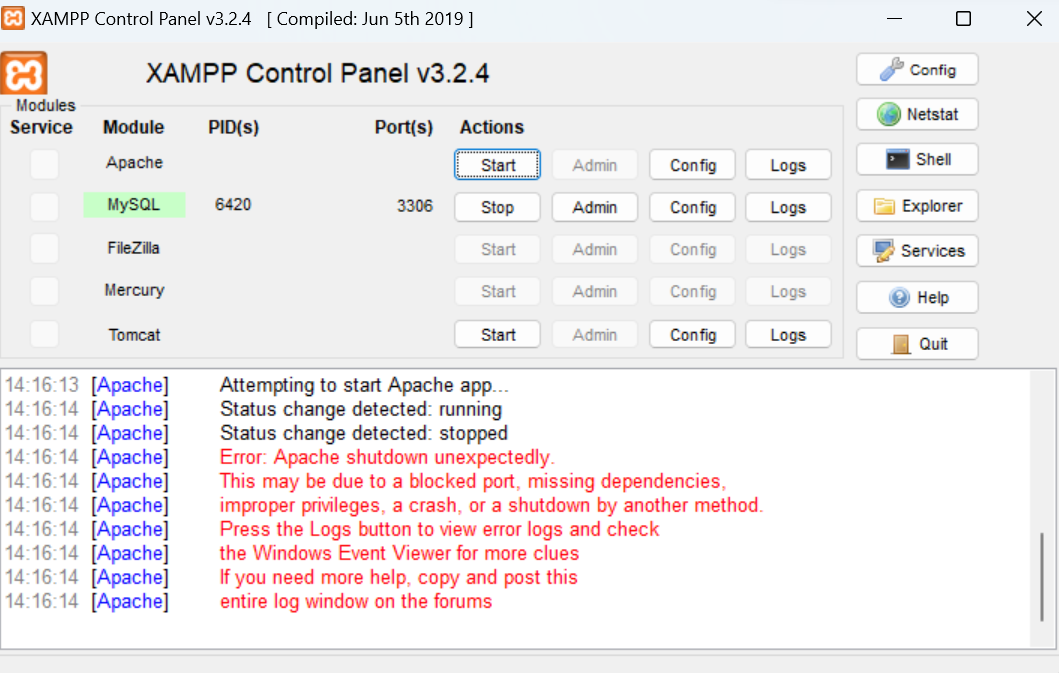 XAMPP Control Panel v3.2.4 [ Compiled: Jun 5th 2019 ]
XAMPP Control Panel v3.2.4
Config
Modules
Service Module PID(s) Port(s) Actions
Netstat
Apache Start Admin Config Logs
Shell
MySQL 6420 3306 Stop Admin Config Logs
Explorer
FileZilla Start Admin Config Logs
Services
Mercury Start Admin Config Logs
Help
Tomcat Start Admin Config Logs
Quit
14:16:13 [Apache] Attempting to start Apache app...
14:16:14 [Apache] Status change detected: running
14:16:14 [Apache] Status change detected: stopped
14:16:14 [Apache] Error: Apache shutdown unexpectedly.
14:16:14 [Apache] This may be due to a blocked port, missing dependencies,
14:16:14 [Apache] improper privileges, a crash, or a shutdown by another method.
14:16:14 [Apache] Press the Logs button to view error logs and check
14:16:14 [Apache] the Windows Event Viewer for more clues
14:16:14 [Apache] If you need more help, copy and post this
14:16:14 [Apache] entire log window on the forums